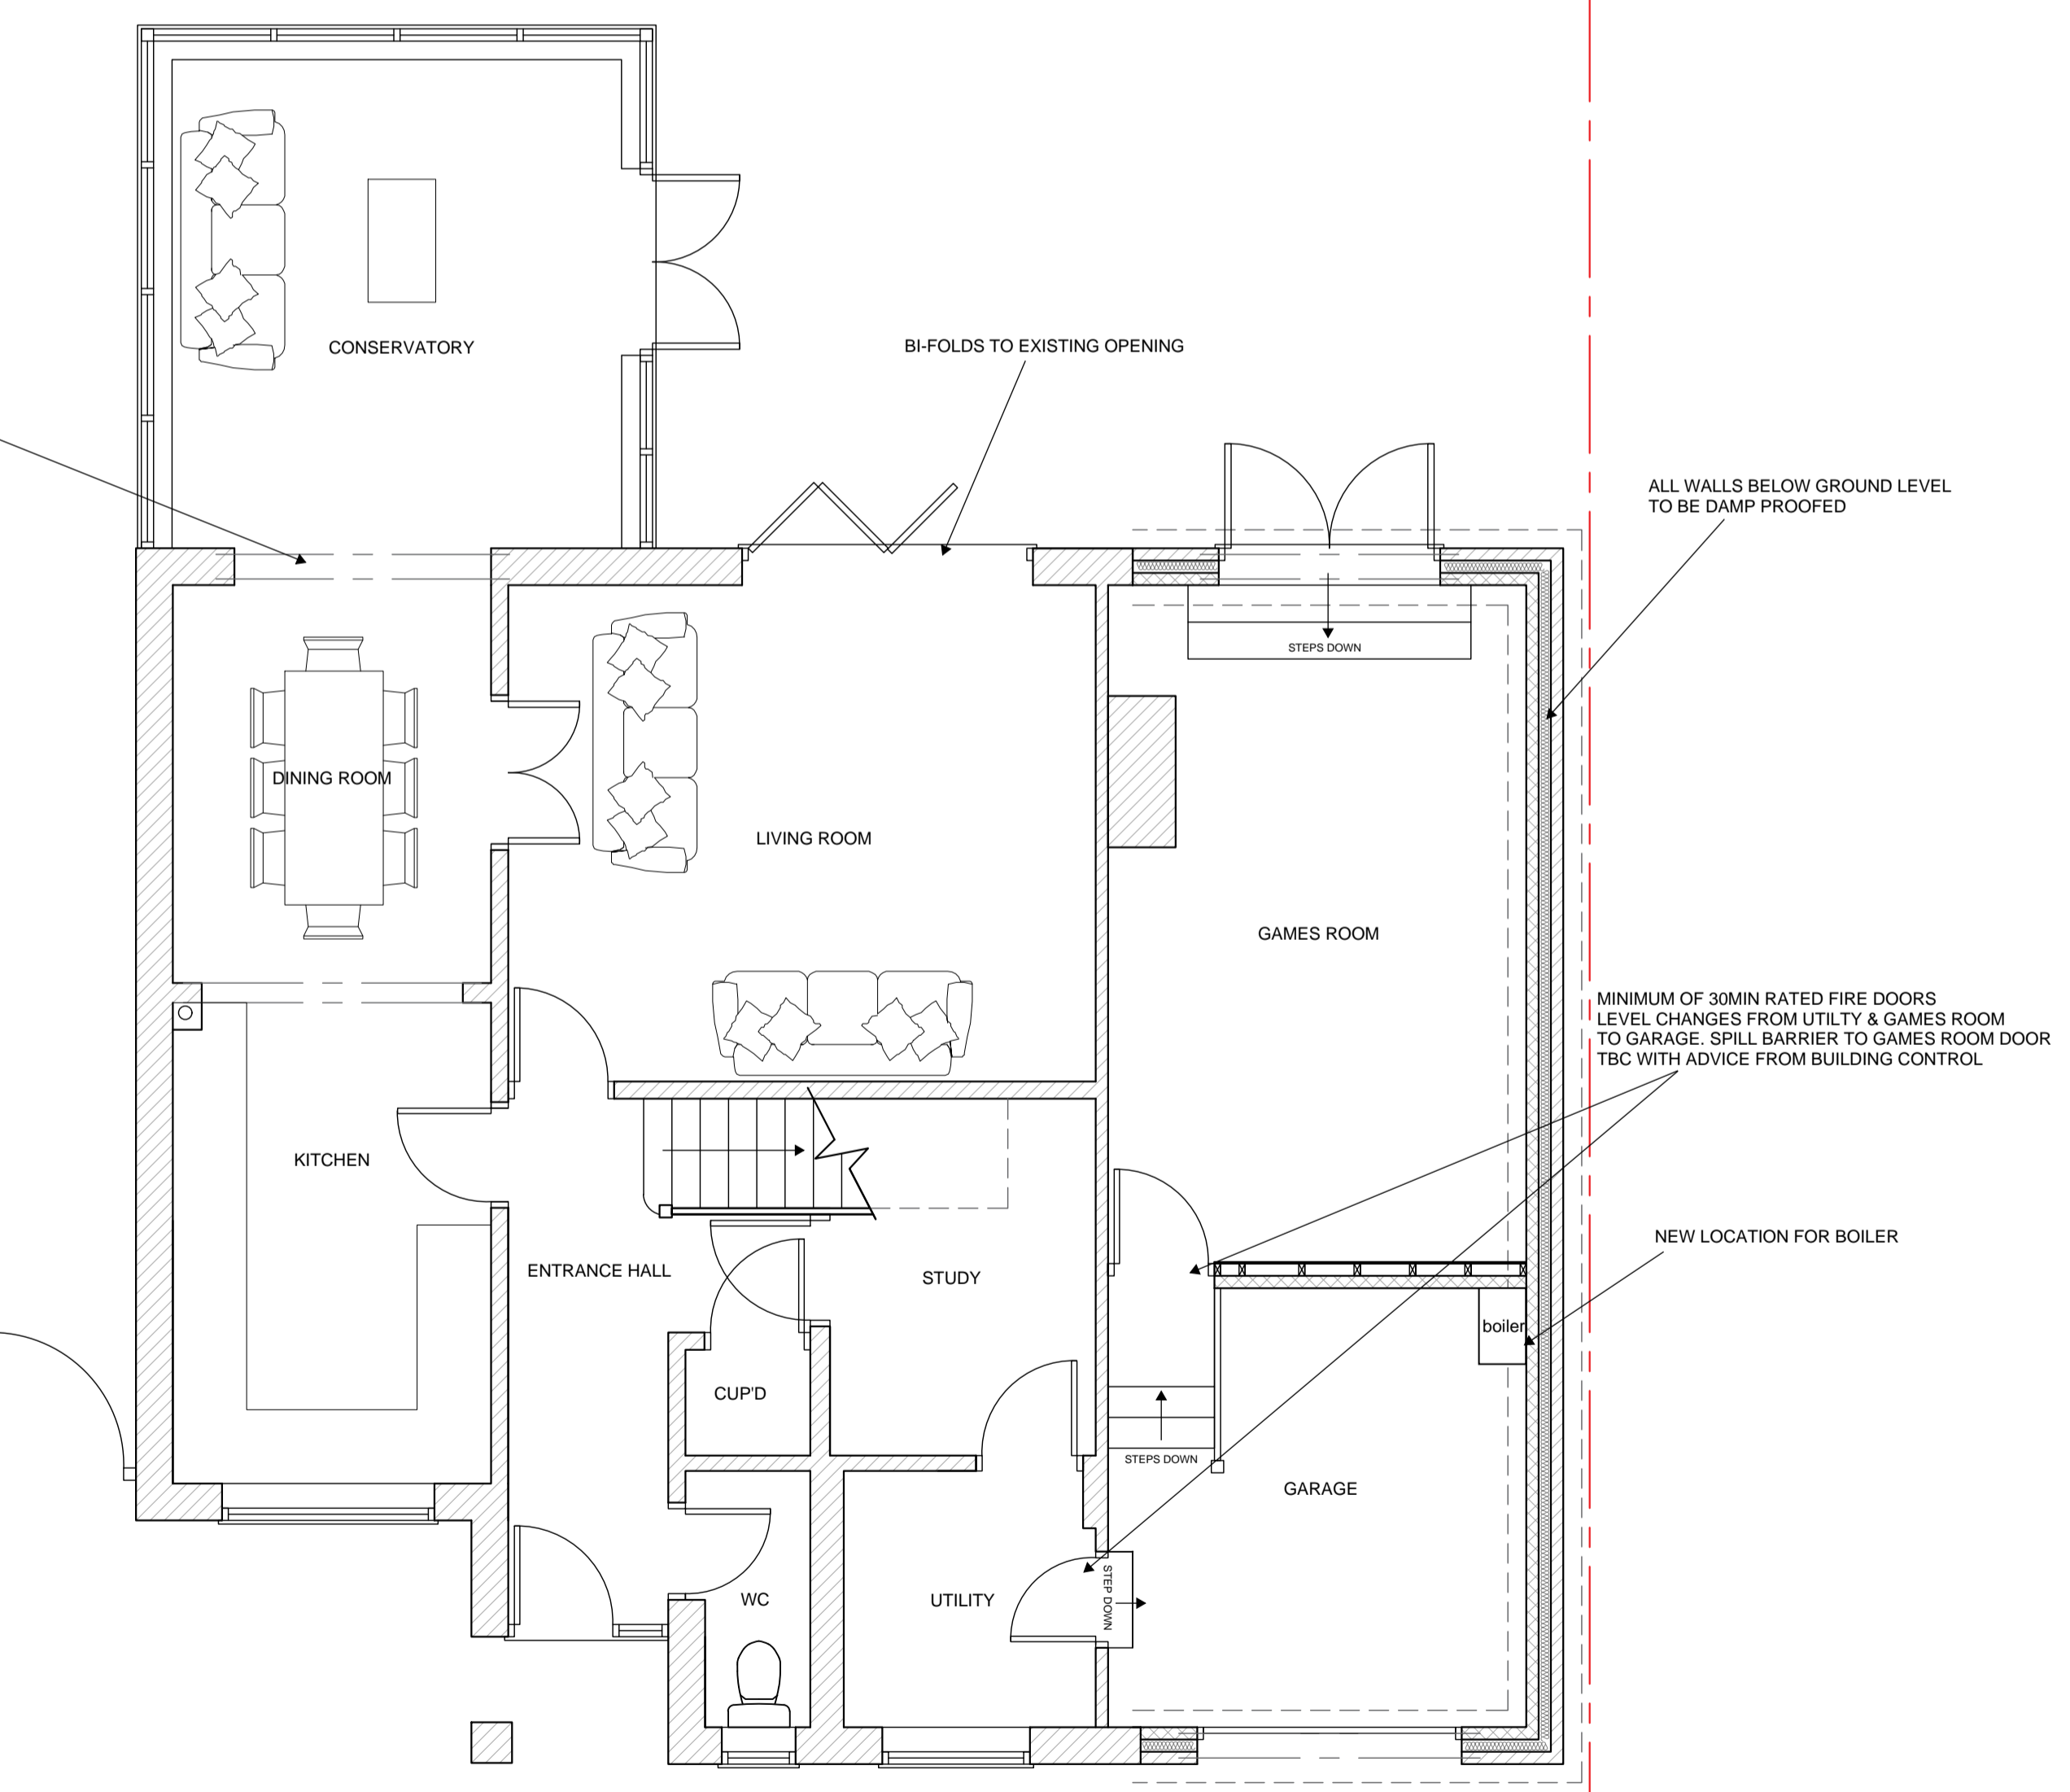 CONSERVATORY
BI-FOLDS TO EXISTING OPENING
ALL WALLS BELOW GROUND LEVEL
TO BE DAMP PROOFED
STEPS DOWN
DINING ROOM
LIVING ROOM
GAMES ROOM
MINIMUM OF 30MIN RATED FIRE DOORS
LEVEL CHANGES FROM UTILTY & GAMES ROOM
TO GARAGE. SPILL BARRIER TO GAMES ROOM DOOR
TBC WITH ADVICE FROM BUILDING CONTROL
KITCHEN
NEW LOCATION FOR BOILER
ENTRANCE HALL
STUDY
boiler
CUP'D
STEPS DOWN
GARAGE
WC
UTILITY
STEP DOWN